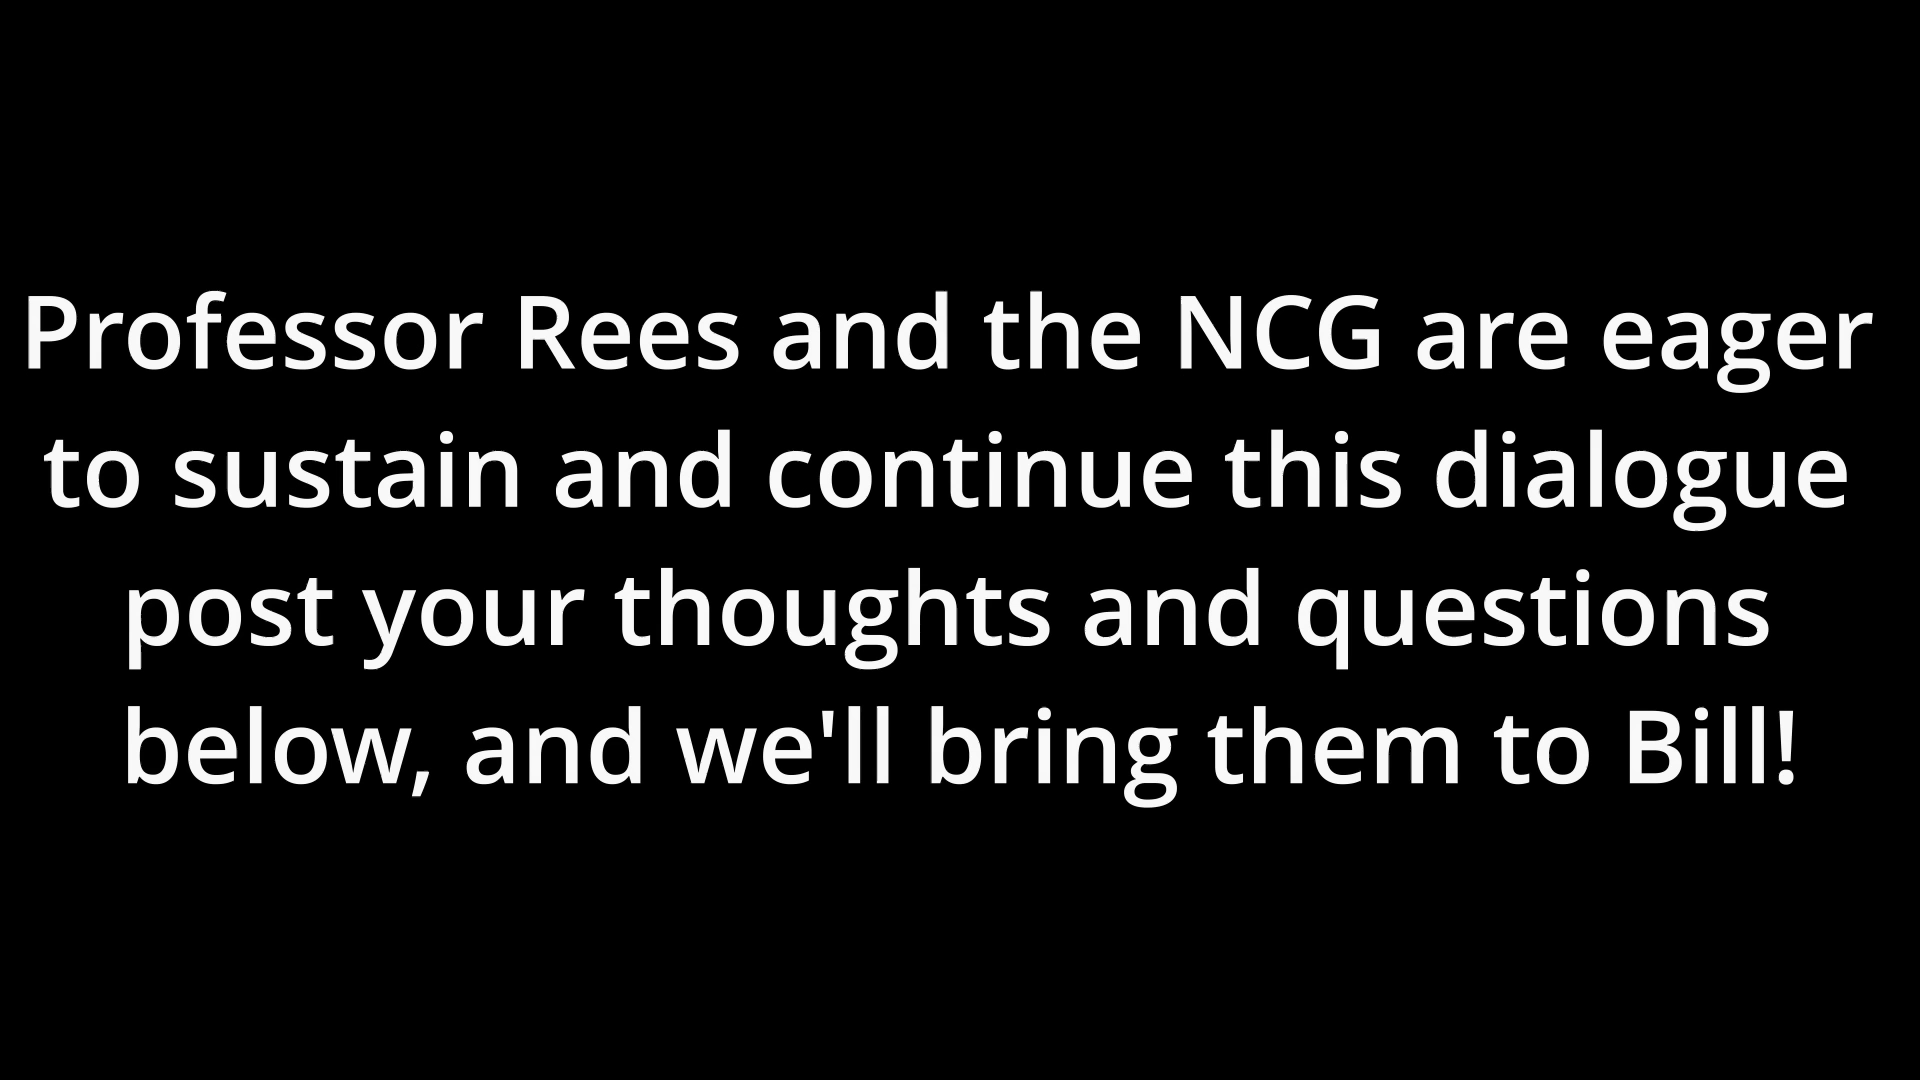 Professor Rees and the NCG are eager
to sustain and continue this dialogue
post your thoughts and questions
below, and we'll bring them to Bill!